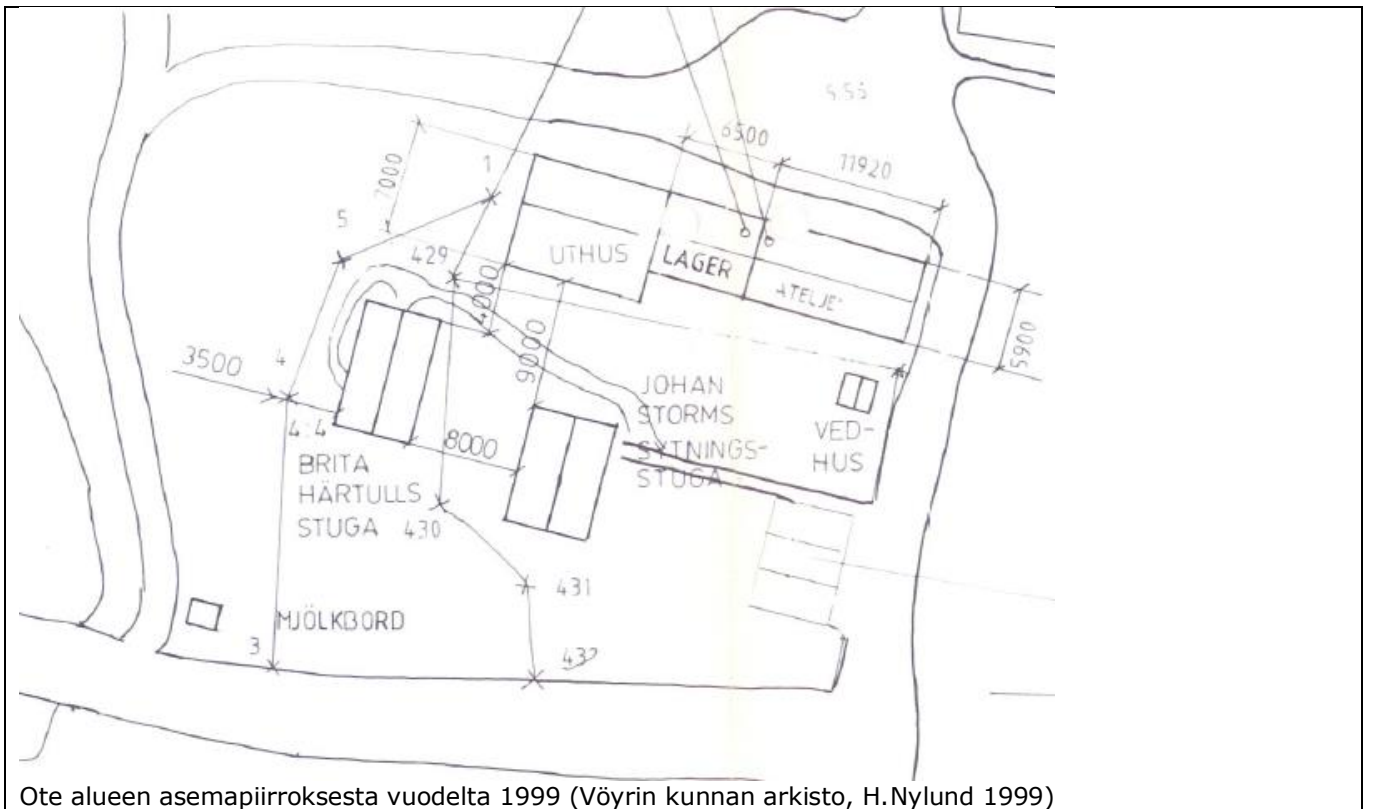 5.55
6500
11920
7000
1
5
429
UTHUS
LAGER
ATELJE
4000
9000
5900
3500
4
4:4
8000
JOHAN
STORMS
SYTNINGS-
STUGA
VED-
HUS
BRITA
HÄRTULLS
STUGA
430
431
MJÖLKBORD
3
432
Ote alueen asemapiirroksesta vuodelta 1999 (Vöyrin kunnan arkisto, H.Nylund 1999)